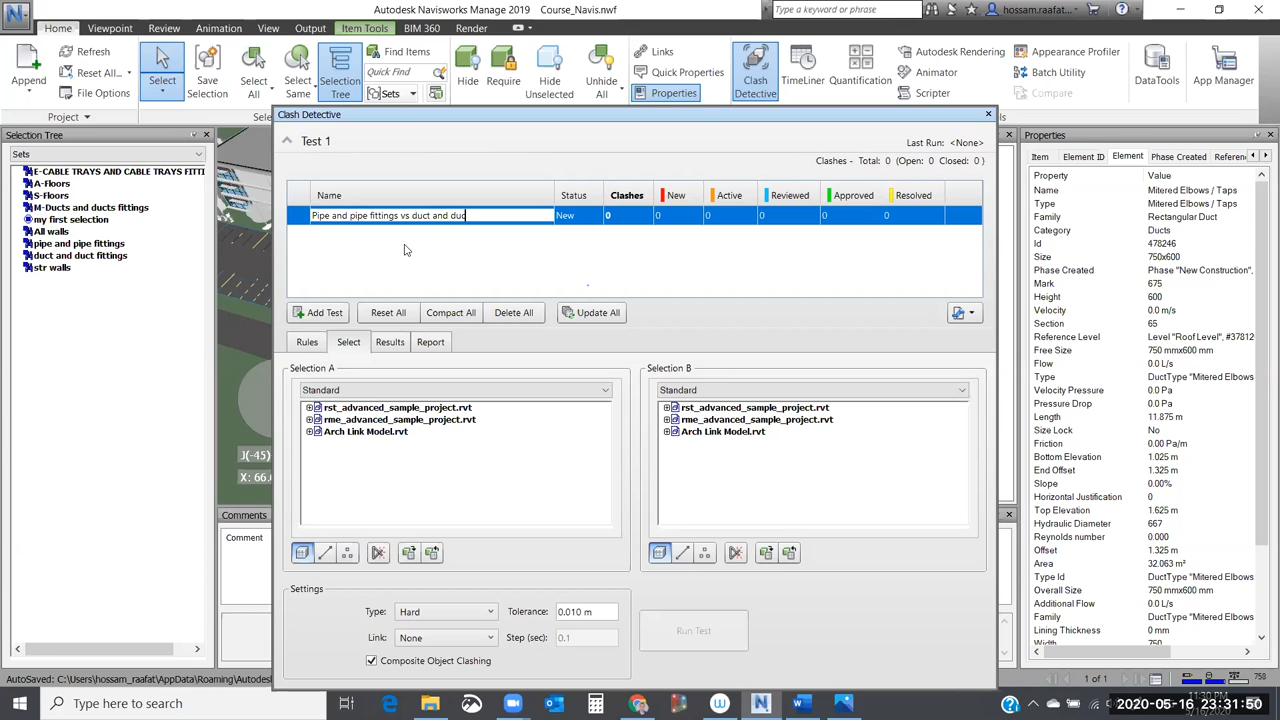 Autodesk Navisworks Manage 2019 Course_Navis.nwf
Type a keyword or phrase
hossam.raafat...
Home Viewpoint Review Animation View Output Item Tools BIM 360 Render
Append
Refresh
Reset All...
File Options
Project
Select
Save Selection
Select All
Select Same
Selection Tree
Find Items
Quick Find
Sets
Hide
Require
Hide Unselected
Unhide All
Links
Quick Properties
Properties
Clash Detective
TimeLiner
Quantification
Autodesk Rendering
Animator
Scripter
Appearance Profiler
Batch Utility
Compare
DataTools
App Manager
Selection Tree
Sets
E-CABLE TRAYS AND CABLE TRAYS FITTI
A-Floors
S-Floors
M-Ducts and ducts fittings
my first selection
All walls
pipe and pipe fittings
duct and duct fittings
str walls
J(-45)
X: 66.
Comments
Comment
Clash Detective
Test 1
Last Run: <None>
Clashes - Total: 0 (Open: 0 Closed: 0 )
Name Status Clashes New Active Reviewed Approved Resolved
Pipe and pipe fittings vs duct and duc New 0 0 0 0 0 0
Add Test Reset All Compact All Delete All Update All
Rules Select Results Report
Selection A
Standard
rst_advanced_sample_project.rvt
rme_advanced_sample_project.rvt
Arch Link Model.rvt
Selection B
Standard
rst_advanced_sample_project.rvt
rme_advanced_sample_project.rvt
Arch Link Model.rvt
Settings
Type: Hard Tolerance: 0.010 m
Link: None Step (sec): 0.1
Composite Object Clashing
Run Test
Properties
Item Element ID Element Phase Created Referen
Property Value
Name Mitered Elbows / Taps
Type Mitered Elbows / Taps
Family Rectangular Duct
Category Ducts
Id 478246
Size 750x600
Phase Created Phase "New Construction",
Mark 675
Height 600
Velocity 0.0 m/s
Section 65
Reference Level Level "Roof Level", #37812
Free Size 750 mmx600 mm
Flow 0.0 L/s
Type DuctType "Mitered Elbows
Velocity Pressure 0.0 Pa
Pressure Drop 0.0 Pa
Length 11.875 m
Size Lock No
Friction 0.00 Pa/m
Bottom Elevation 1.025 m
End Offset 1.325 m
Slope 0.00%
Horizontal Justification 0
Top Elevation 1.625 m
Hydraulic Diameter 667
Reynolds number 0.000
Offset 1.325 m
Area 32.063 m²
Type Id DuctType "Mitered Elbows
Overall Size 750 mmx600 mm
Additional Flow 0.0 L/s
Family DuctType "Mitered Elbows
Lining Thickness 0 mm
Width 750
AutoSaved: C:\Users\hossam_raafat\AppData\Roaming\Autodes
1 of 1
758
Type here to search
2020-05-16 23:31:50